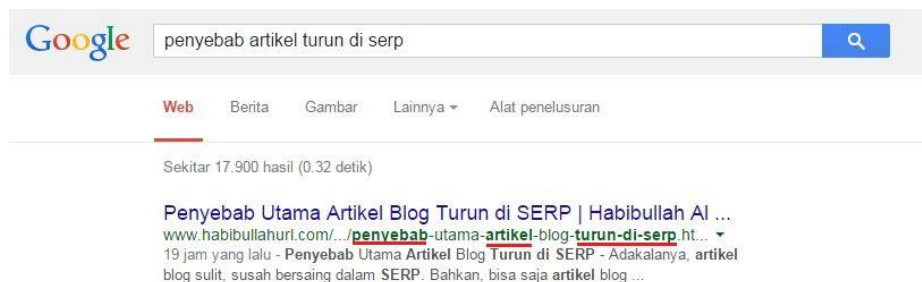 Google penyebab artikel turun di serp
Web Berita Gambar Lainnya Alat penelusuran
Sekitar 17.900 hasil (0.32 detik)
Penyebab Utama Artikel Blog Turun di SERP | Habibullah Al ...
www.habibullahurl.com/.../penyebab-utama-artikel-blog-turun-di-serp.ht...
19 jam yang lalu - Penyebab Utama Artikel Blog Turun di SERP - Adakalanya, artikel
blog sulit, susah bersaing dalam SERP. Bahkan, bisa saja artikel blog ...